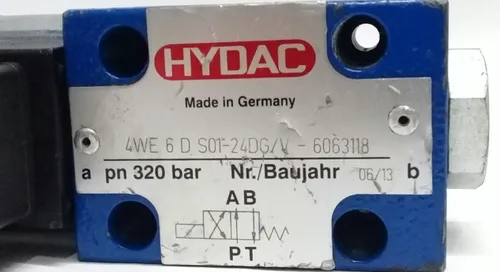 HYDAC
Made in Germany
4WE 6 D S01-24DG/V - 6063118
a pn 320 bar Nr./Baujahr 06/13 b
A B
P T